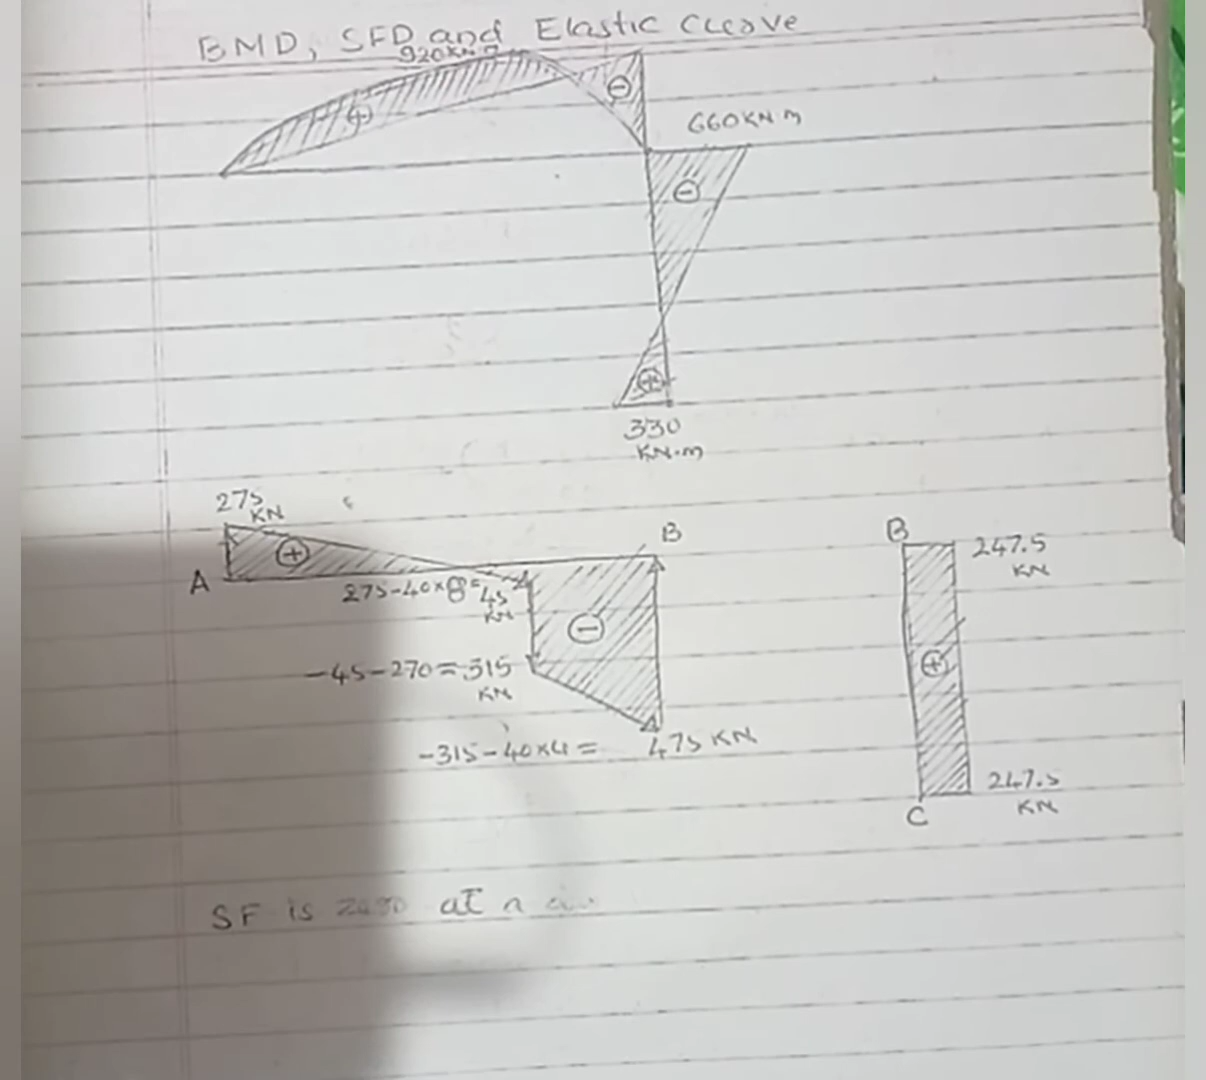 BMD, SFD and Elastic Curve
920KN.m
+
-
660KN.m
-
+
330
KN.m
275
KN
+
A
B
275-40×8=45
KN
-
-45-270=315
KN
-315-40×4= 475 KN
B
247.5
KN
+
247.5
KN
C
SF is zero at